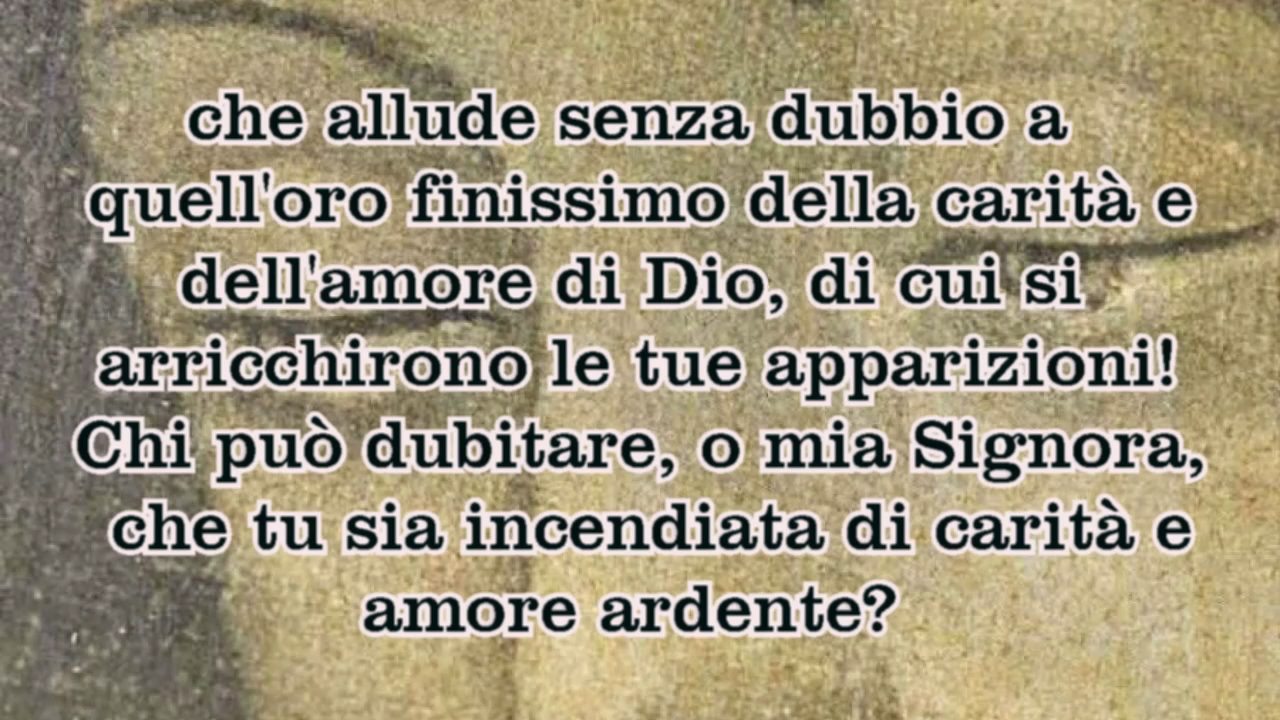 che allude senza dubbio a
quell'oro finissimo della carità e
dell'amore di Dio, di cui si
arricchirono le tue apparizioni!
Chi può dubitare, o mia Signora,
che tu sia incendiata di carità e
amore ardente?